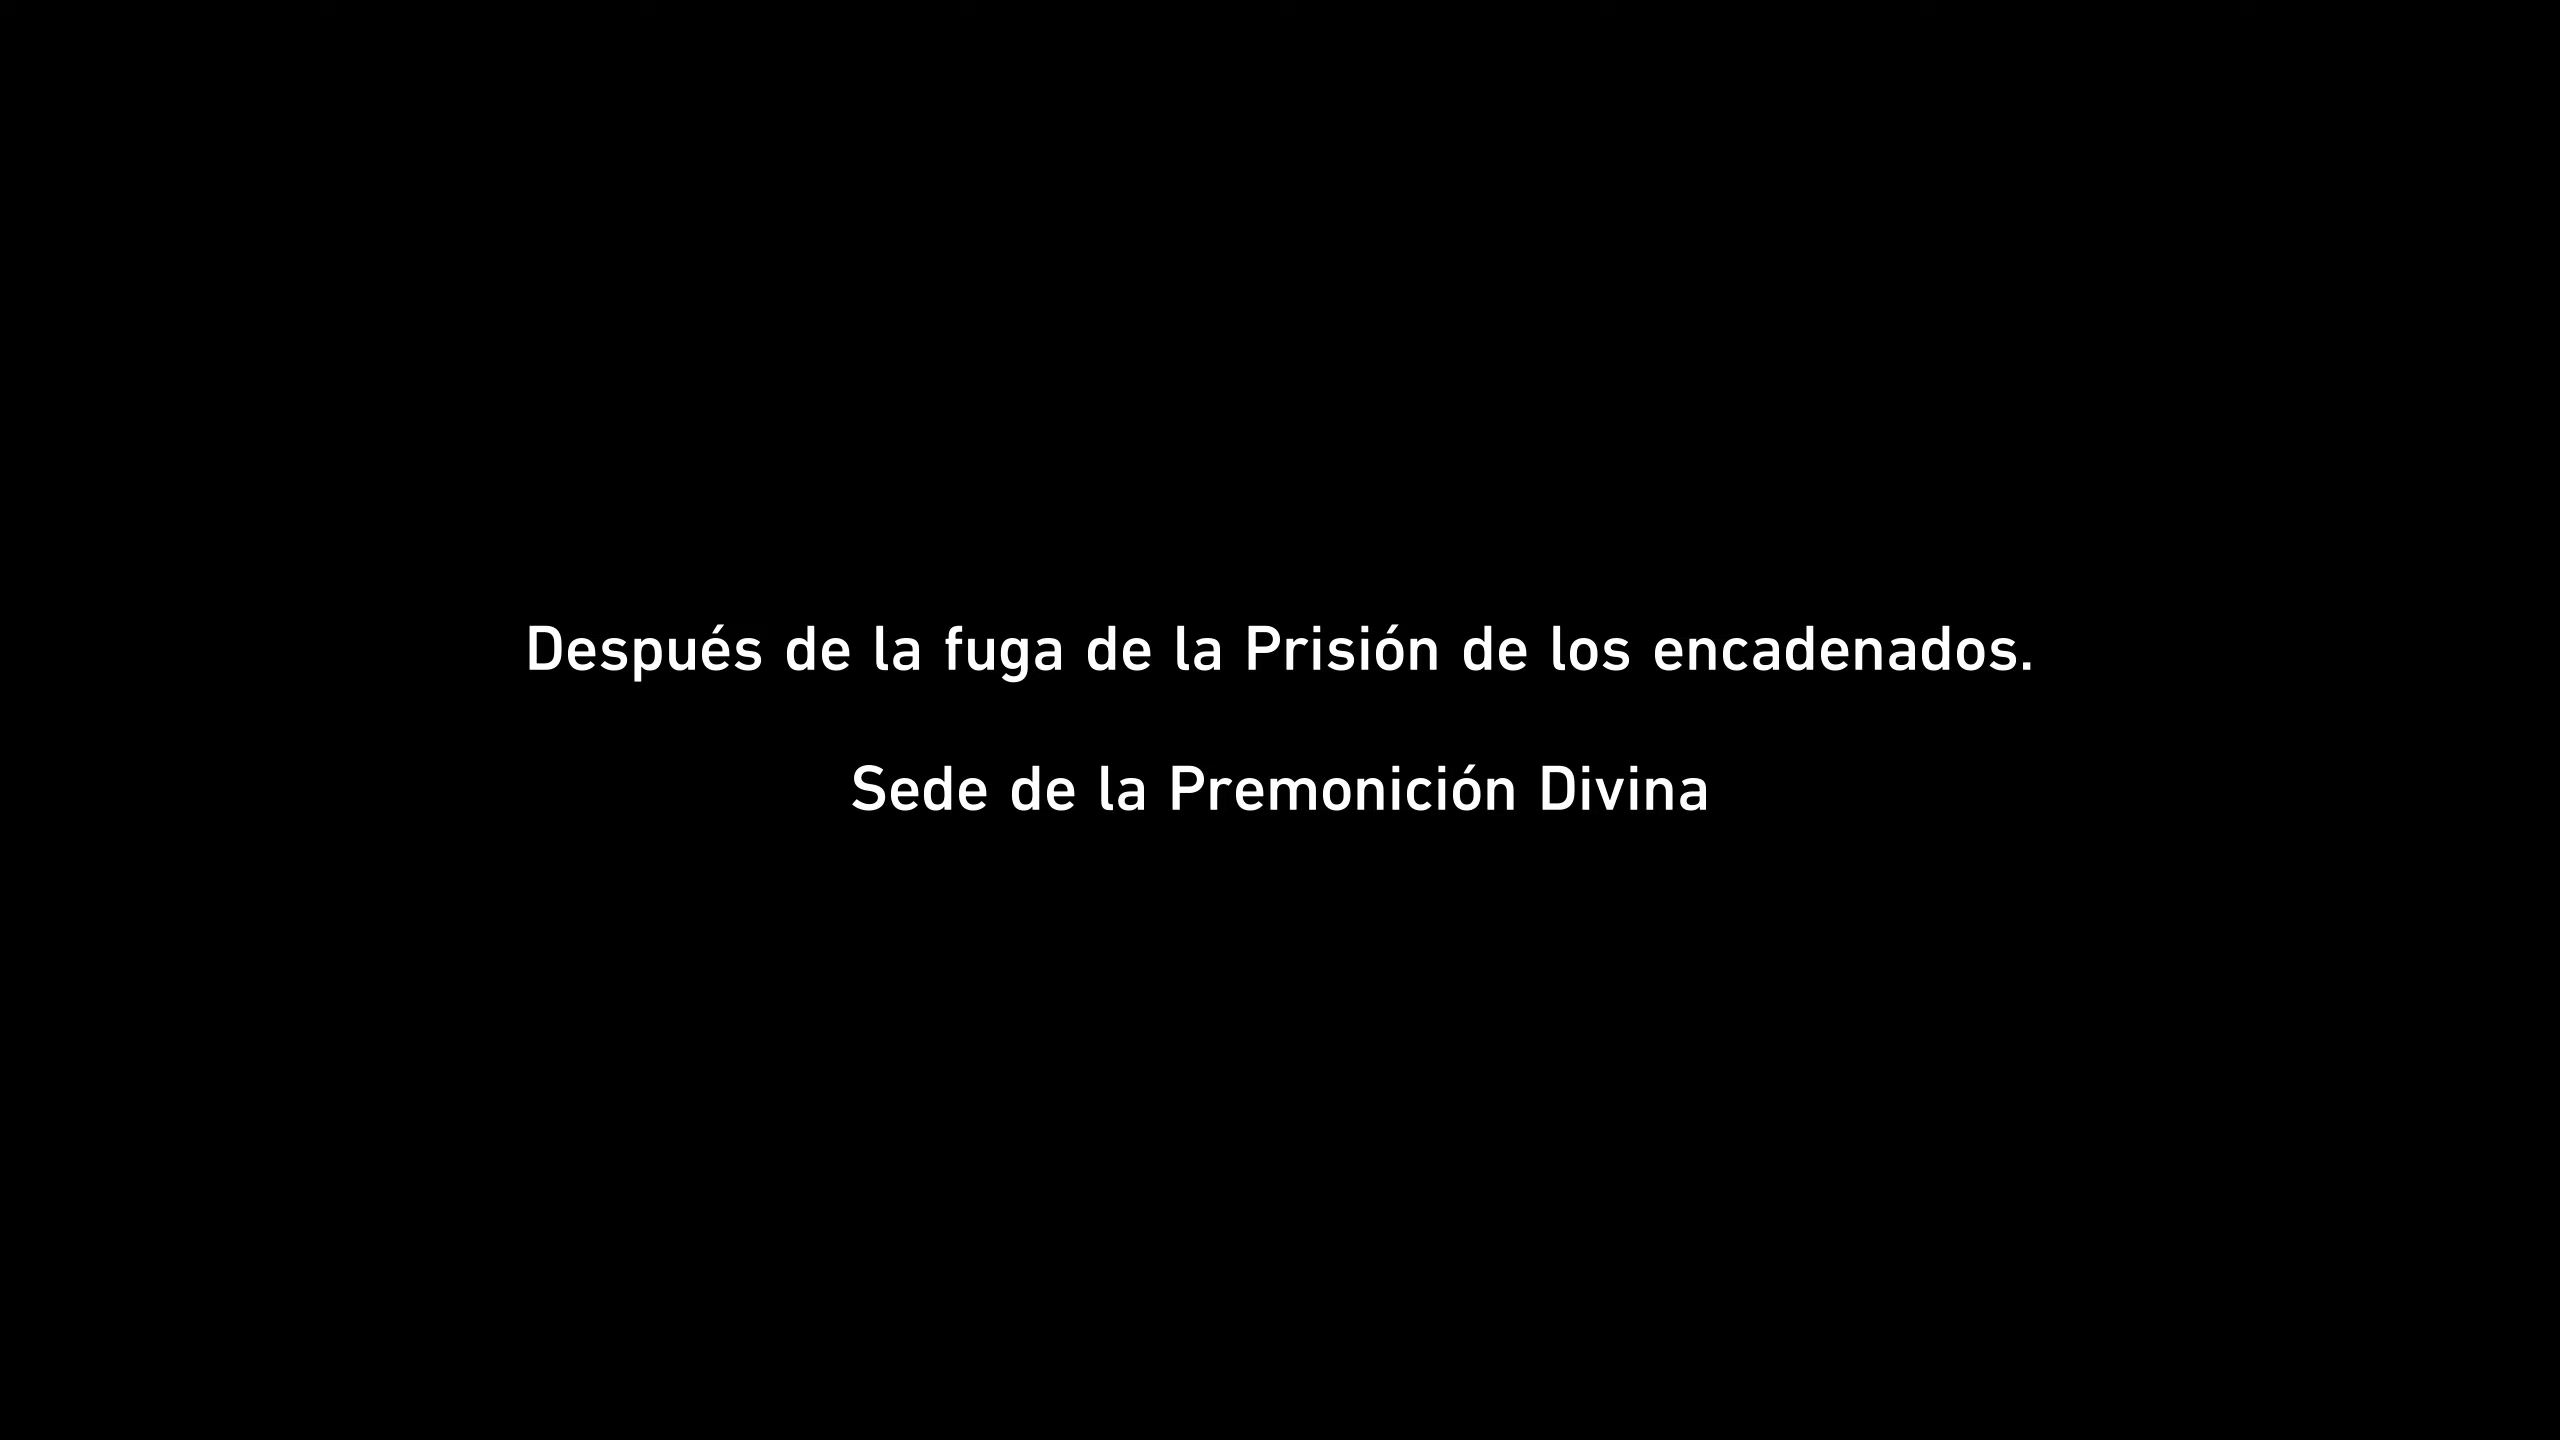 Después de la fuga de la Prisión de los encadenados.
Sede de la Premonición Divina